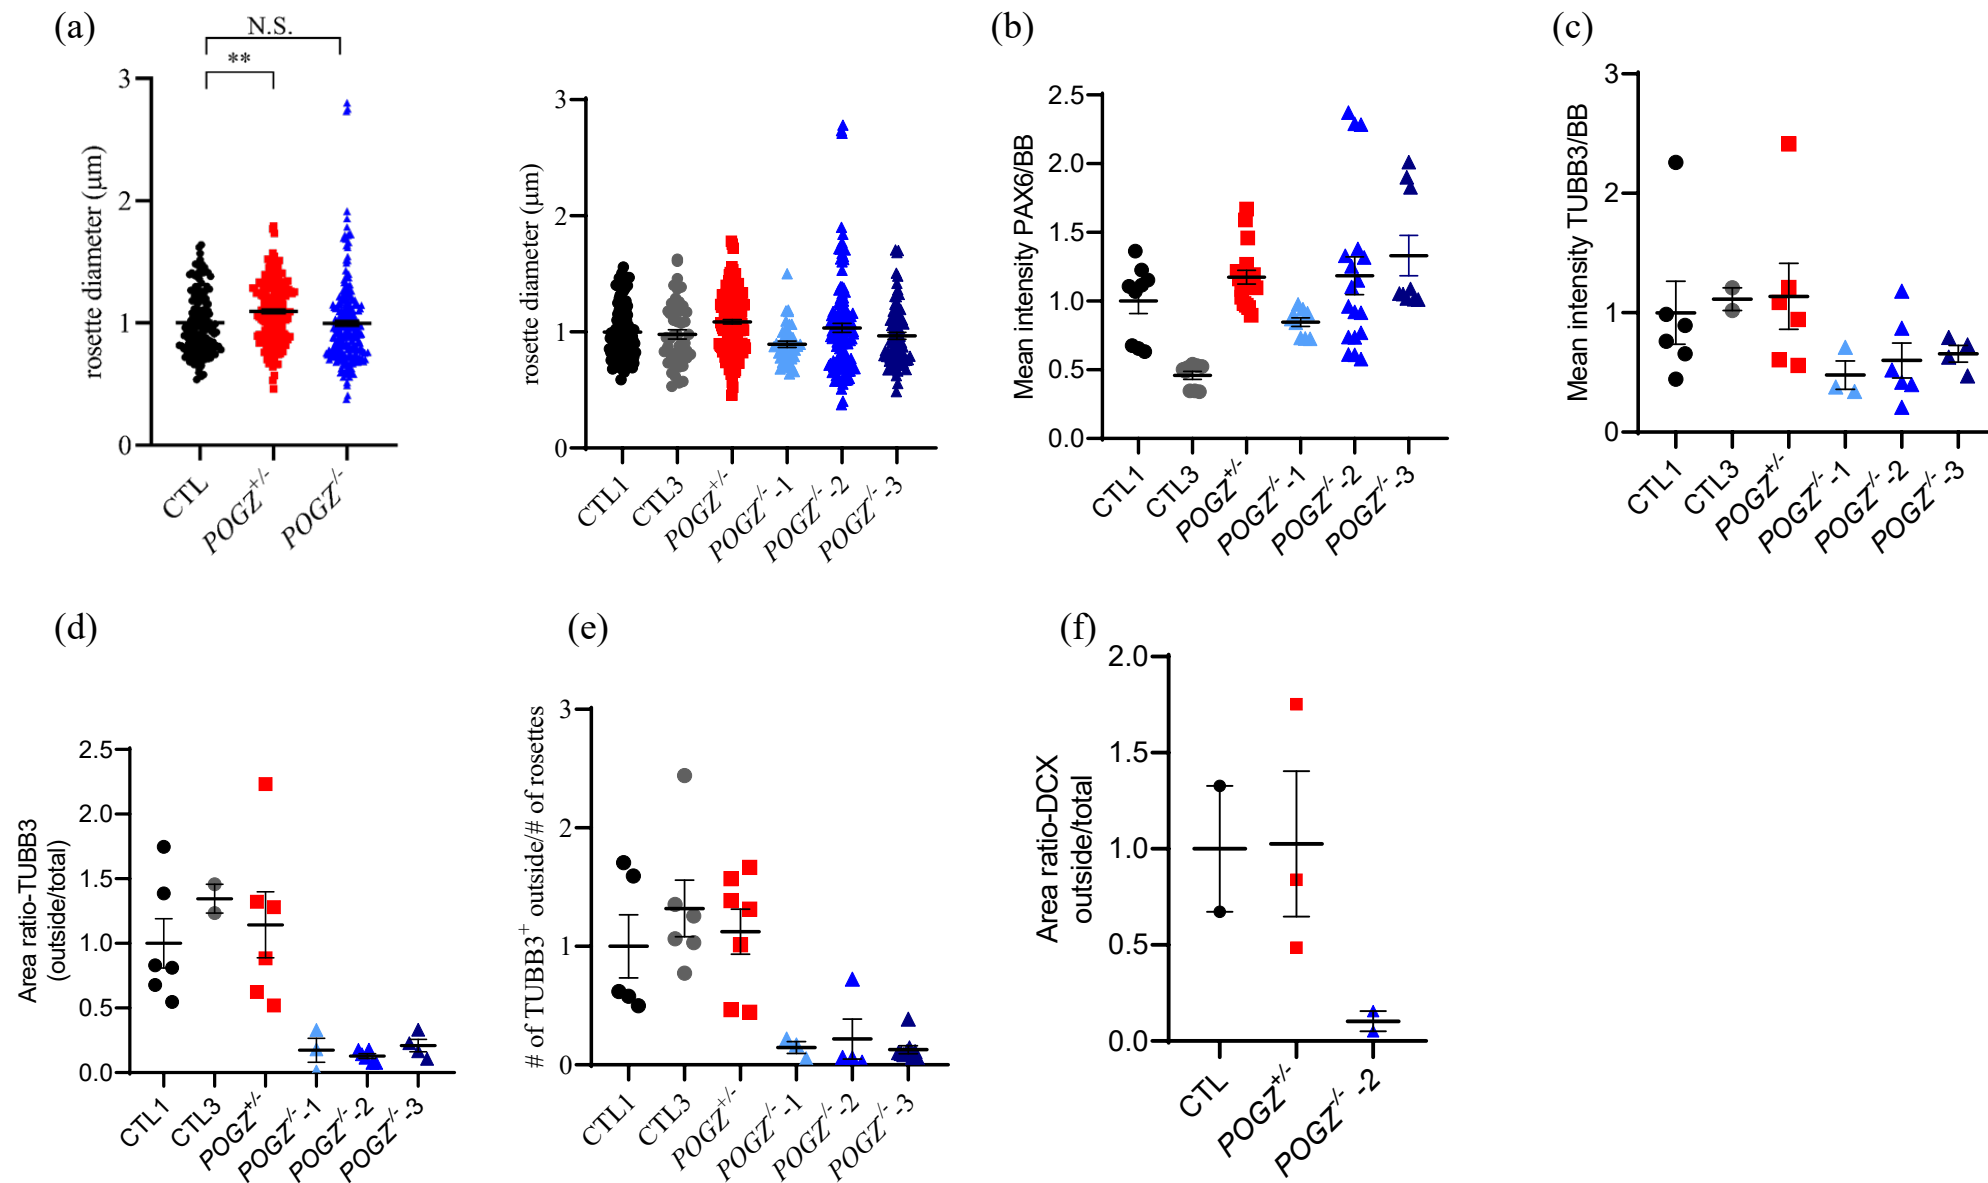 (a)
N.S.
**
rosette diameter (μm)
3
2
1
0
CTL
POGZ+/-
POGZ-/-
rosette diameter (μm)
3
2
1
0
CTL1
CTL3
POGZ+/-
POGZ-/- -1
POGZ-/- -2
POGZ-/- -3
(b)
Mean intensity PAX6/BB
2.5
2.0
1.5
1.0
0.5
0.0
CTL1
CTL3
POGZ+/-
POGZ-/- -1
POGZ-/- -2
POGZ-/- -3
(c)
Mean intensity TUBB3/BB
3
2
1
0
CTL1
CTL3
POGZ+/-
POGZ-/- -1
POGZ-/- -2
POGZ-/- -3
(d)
Area ratio-TUBB3
(outside/total)
2.5
2.0
1.5
1.0
0.5
0.0
CTL1
CTL3
POGZ+/-
POGZ-/- -1
POGZ-/- -2
POGZ-/- -3
(e)
# of TUBB3+ outside/# of rosettes
3
2
1
0
CTL1
CTL3
POGZ+/-
POGZ-/- -1
POGZ-/- -2
POGZ-/- -3
(f)
Area ratio-DCX
outside/total
2.0
1.5
1.0
0.5
0.0
CTL
POGZ+/-
POGZ-/- -2